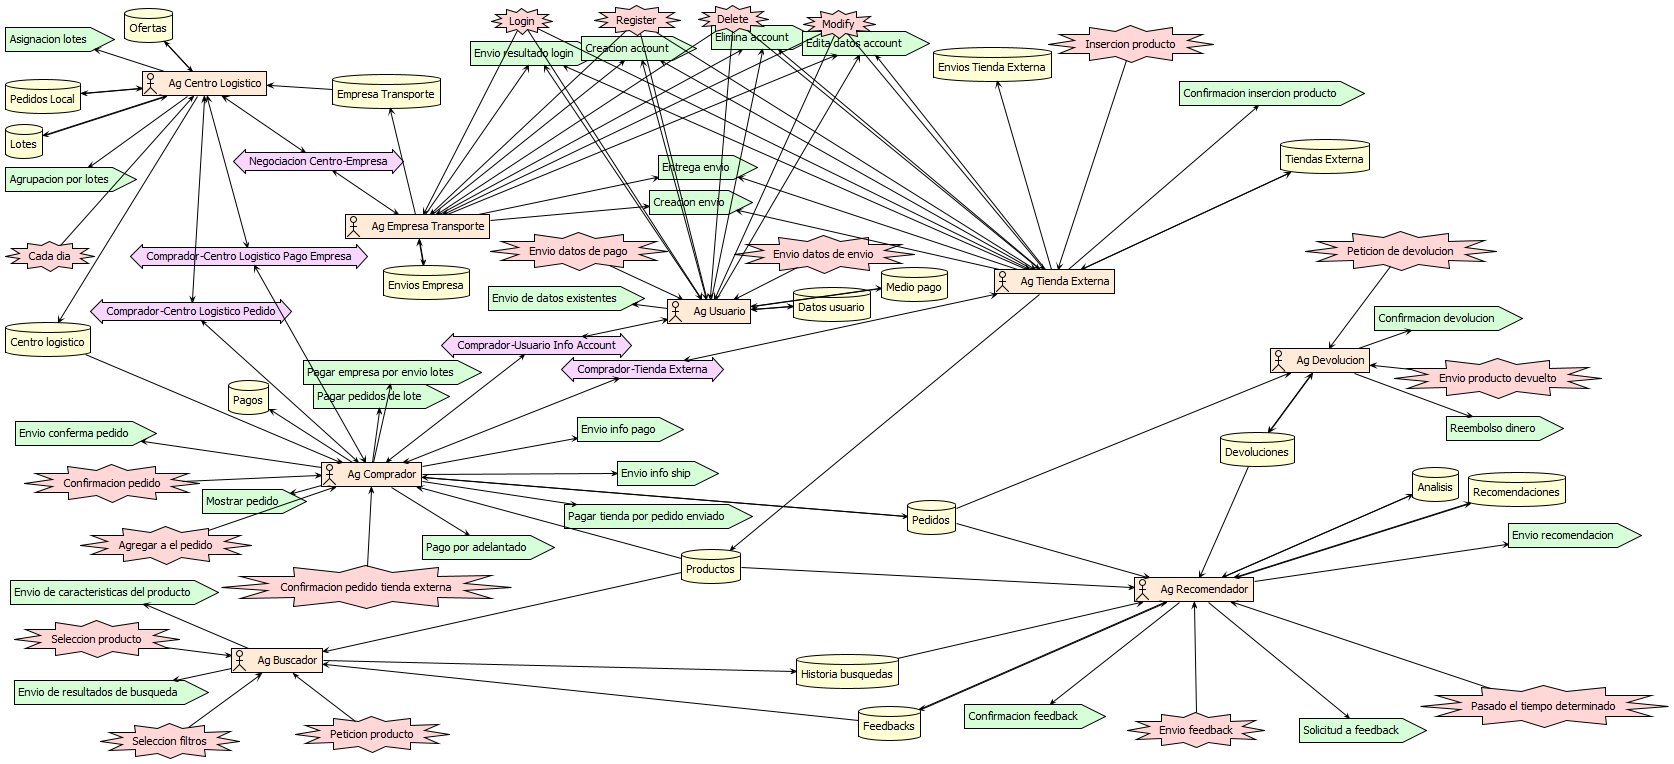 Ofertas
Login
Register
Delete
Modify
Asignacion lotes
Envio resultado login
Creacion account
Elimina account
Edita datos account
Insercion producto
Envios Tienda Externa
Ag Centro Logistico
Pedidos Local
Empresa Transporte
Confirmacion insercion producto
Lotes
Negociacion Centro-Empresa
Entrega envio
Tiendas Externa
Agrupacion por lotes
Creacion envio
Ag Empresa Transporte
Cada dia
Comprador-Centro Logistico Pago Empresa
Envio datos de pago
Envio datos de envio
Peticion de devolucion
Envios Empresa
Ag Tienda Externa
Medio pago
Envio de datos existentes
Datos usuario
Comprador-Centro Logistico Pedido
Ag Usuario
Confirmacion devolucion
Centro logistico
Comprador-Usuario Info Account
Ag Devolucion
Pagar empresa por envio lotes
Comprador-Tienda Externa
Envio producto devuelto
Pagos
Pagar pedidos de lote
Envio conferma pedido
Envio info pago
Reembolso dinero
Devoluciones
Ag Comprador
Envio info ship
Confirmacion pedido
Analisis
Recomendaciones
Mostrar pedido
Pagar tienda por pedido enviado
Pedidos
Agregar a el pedido
Pago por adelantado
Envio recomendacion
Productos
Confirmacion pedido tienda externa
Envio de caracteristicas del producto
Ag Recomendador
Seleccion producto
Ag Buscador
Historia busquedas
Envio de resultados de busqueda
Pasado el tiempo determinado
Confirmacion feedback
Feedbacks
Envio feedback
Solicitud a feedback
Peticion producto
Seleccion filtros